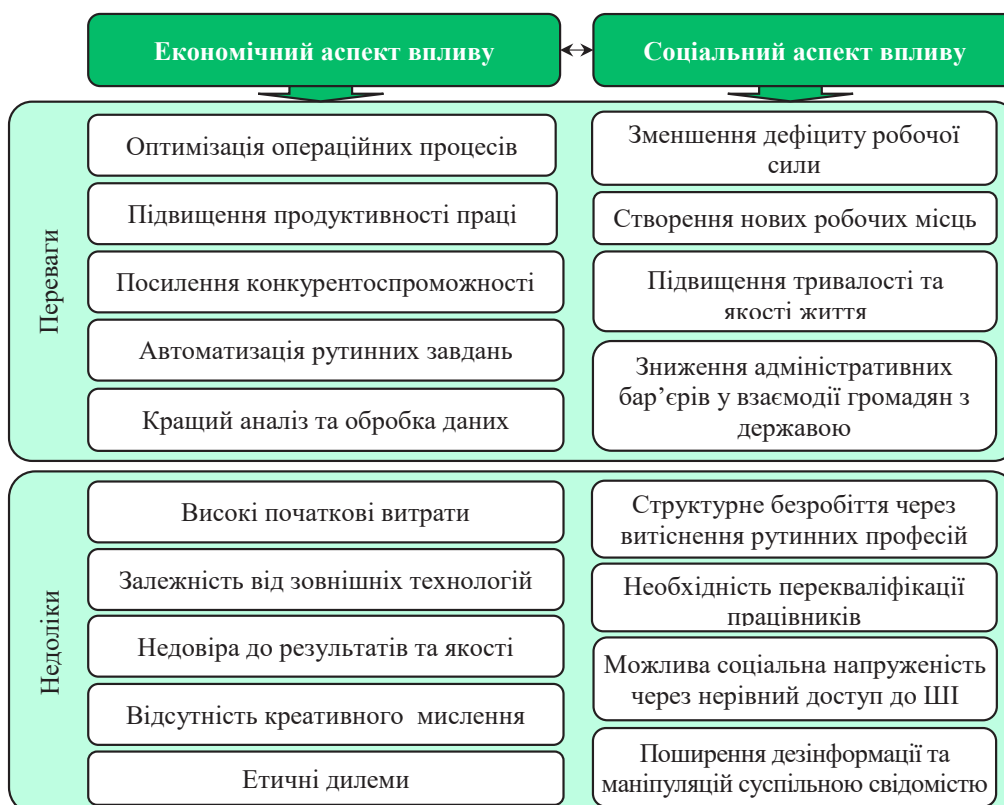 Економічний аспект впливу
Соціальний аспект впливу
Переваги
Оптимізація операційних процесів
Підвищення продуктивності праці
Посилення конкурентоспроможності
Автоматизація рутинних завдань
Кращий аналіз та обробка даних
Зменшення дефіциту робочої
сили
Створення нових робочих місць
Підвищення тривалості та
якості життя
Зниження адміністративних
бар’єрів у взаємодії громадян з
державою
Недоліки
Високі початкові витрати
Залежність від зовнішніх технологій
Недовіра до результатів та якості
Відсутність креативного мислення
Етичні дилеми
Структурне безробіття через
витіснення рутинних професій
Необхідність перекваліфікації
працівників
Можлива соціальна напруженість
через нерівний доступ до ШІ
Поширення дезінформації та
маніпуляцій суспільною свідомістю